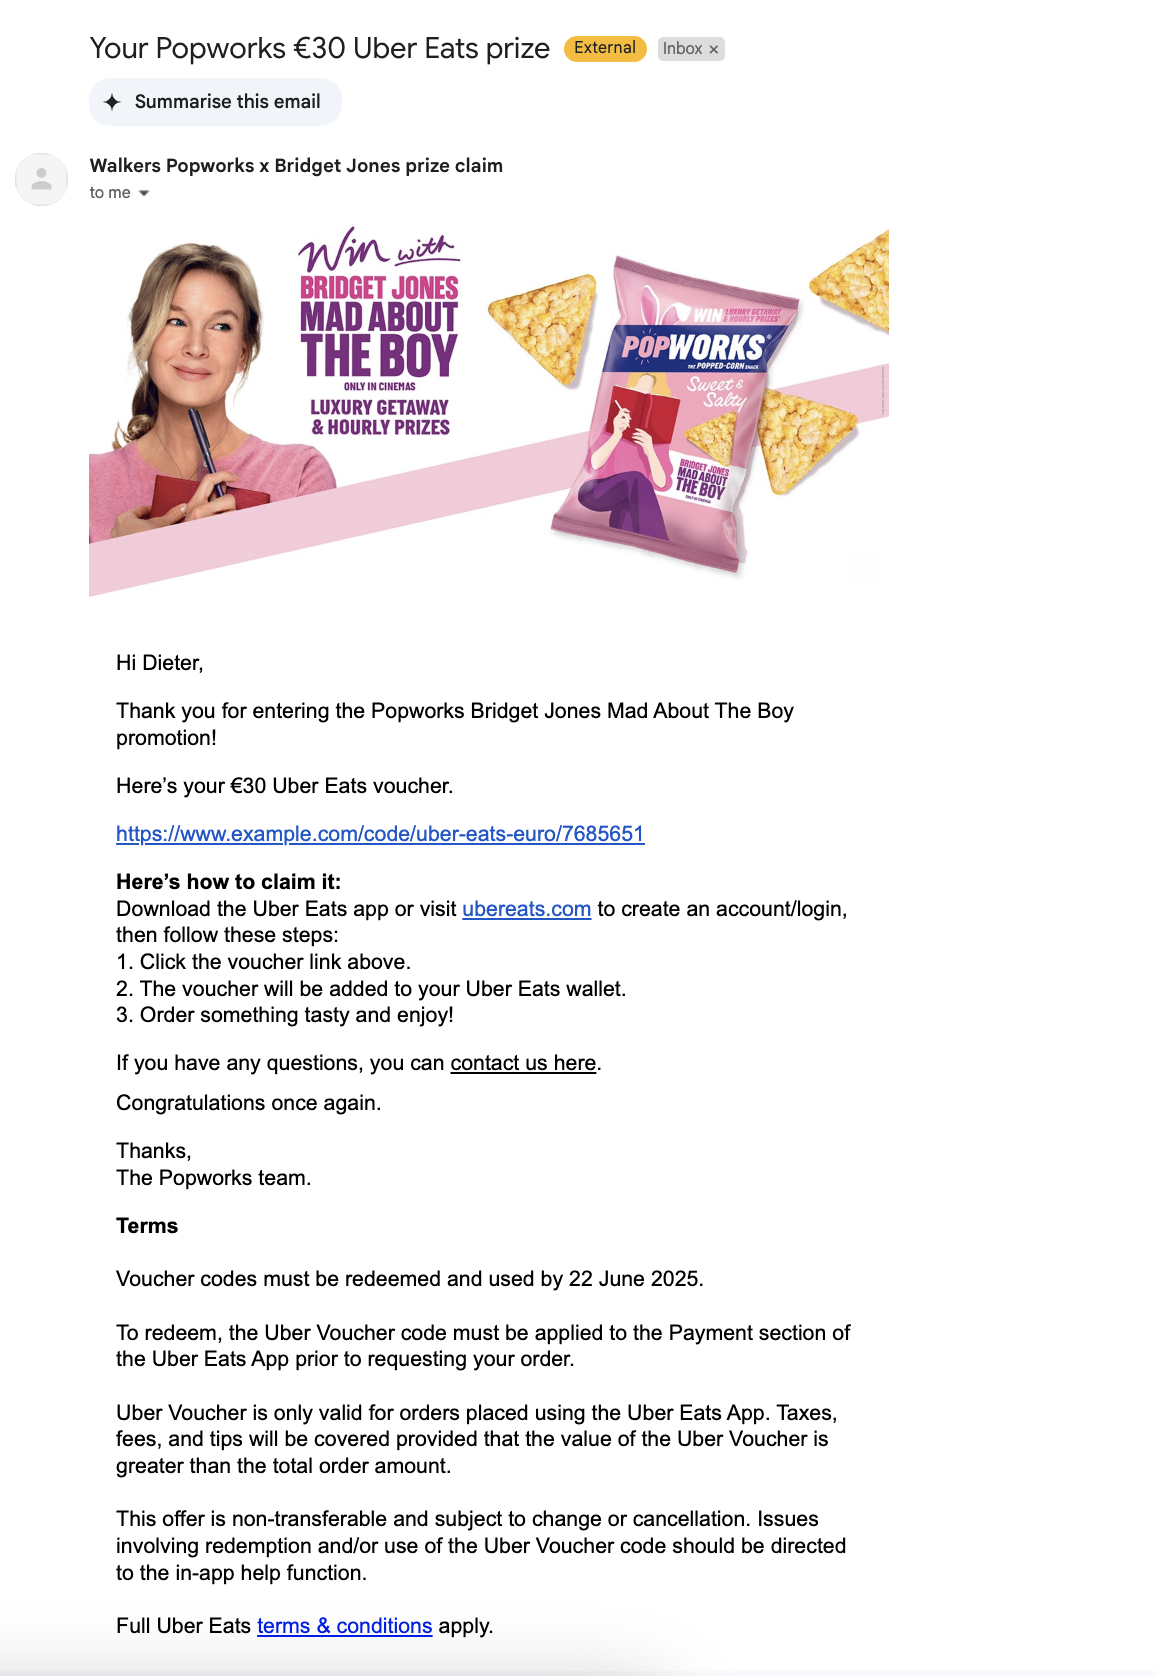 Your Popworks €30 Uber Eats prize External Inbox ×
Summarise this email
Walkers Popworks x Bridget Jones prize claim
to me
Win with
BRIDGET JONES
MAD ABOUT
THE BOY
ONLY IN CINEMAS
LUXURY GETAWAY
& HOURLY PRIZES
WIN LUXURY GETAWAY
& HOURLY PRIZES
POPWORKS
THE POPPED-CORN SNACK
Sweet &
Salty
BRIDGET JONES
MAD ABOUT
THE BOY
Hi Dieter,
Thank you for entering the Popworks Bridget Jones Mad About The Boy
promotion!
Here’s your €30 Uber Eats voucher.
https://www.example.com/code/uber-eats-euro/7685651
Here’s how to claim it:
Download the Uber Eats app or visit ubereats.com to create an account/login,
then follow these steps:
1. Click the voucher link above.
2. The voucher will be added to your Uber Eats wallet.
3. Order something tasty and enjoy!
If you have any questions, you can contact us here.
Congratulations once again.
Thanks,
The Popworks team.
Terms
Voucher codes must be redeemed and used by 22 June 2025.
To redeem, the Uber Voucher code must be applied to the Payment section of
the Uber Eats App prior to requesting your order.
Uber Voucher is only valid for orders placed using the Uber Eats App. Taxes,
fees, and tips will be covered provided that the value of the Uber Voucher is
greater than the total order amount.
This offer is non-transferable and subject to change or cancellation. Issues
involving redemption and/or use of the Uber Voucher code should be directed
to the in-app help function.
Full Uber Eats terms & conditions apply.